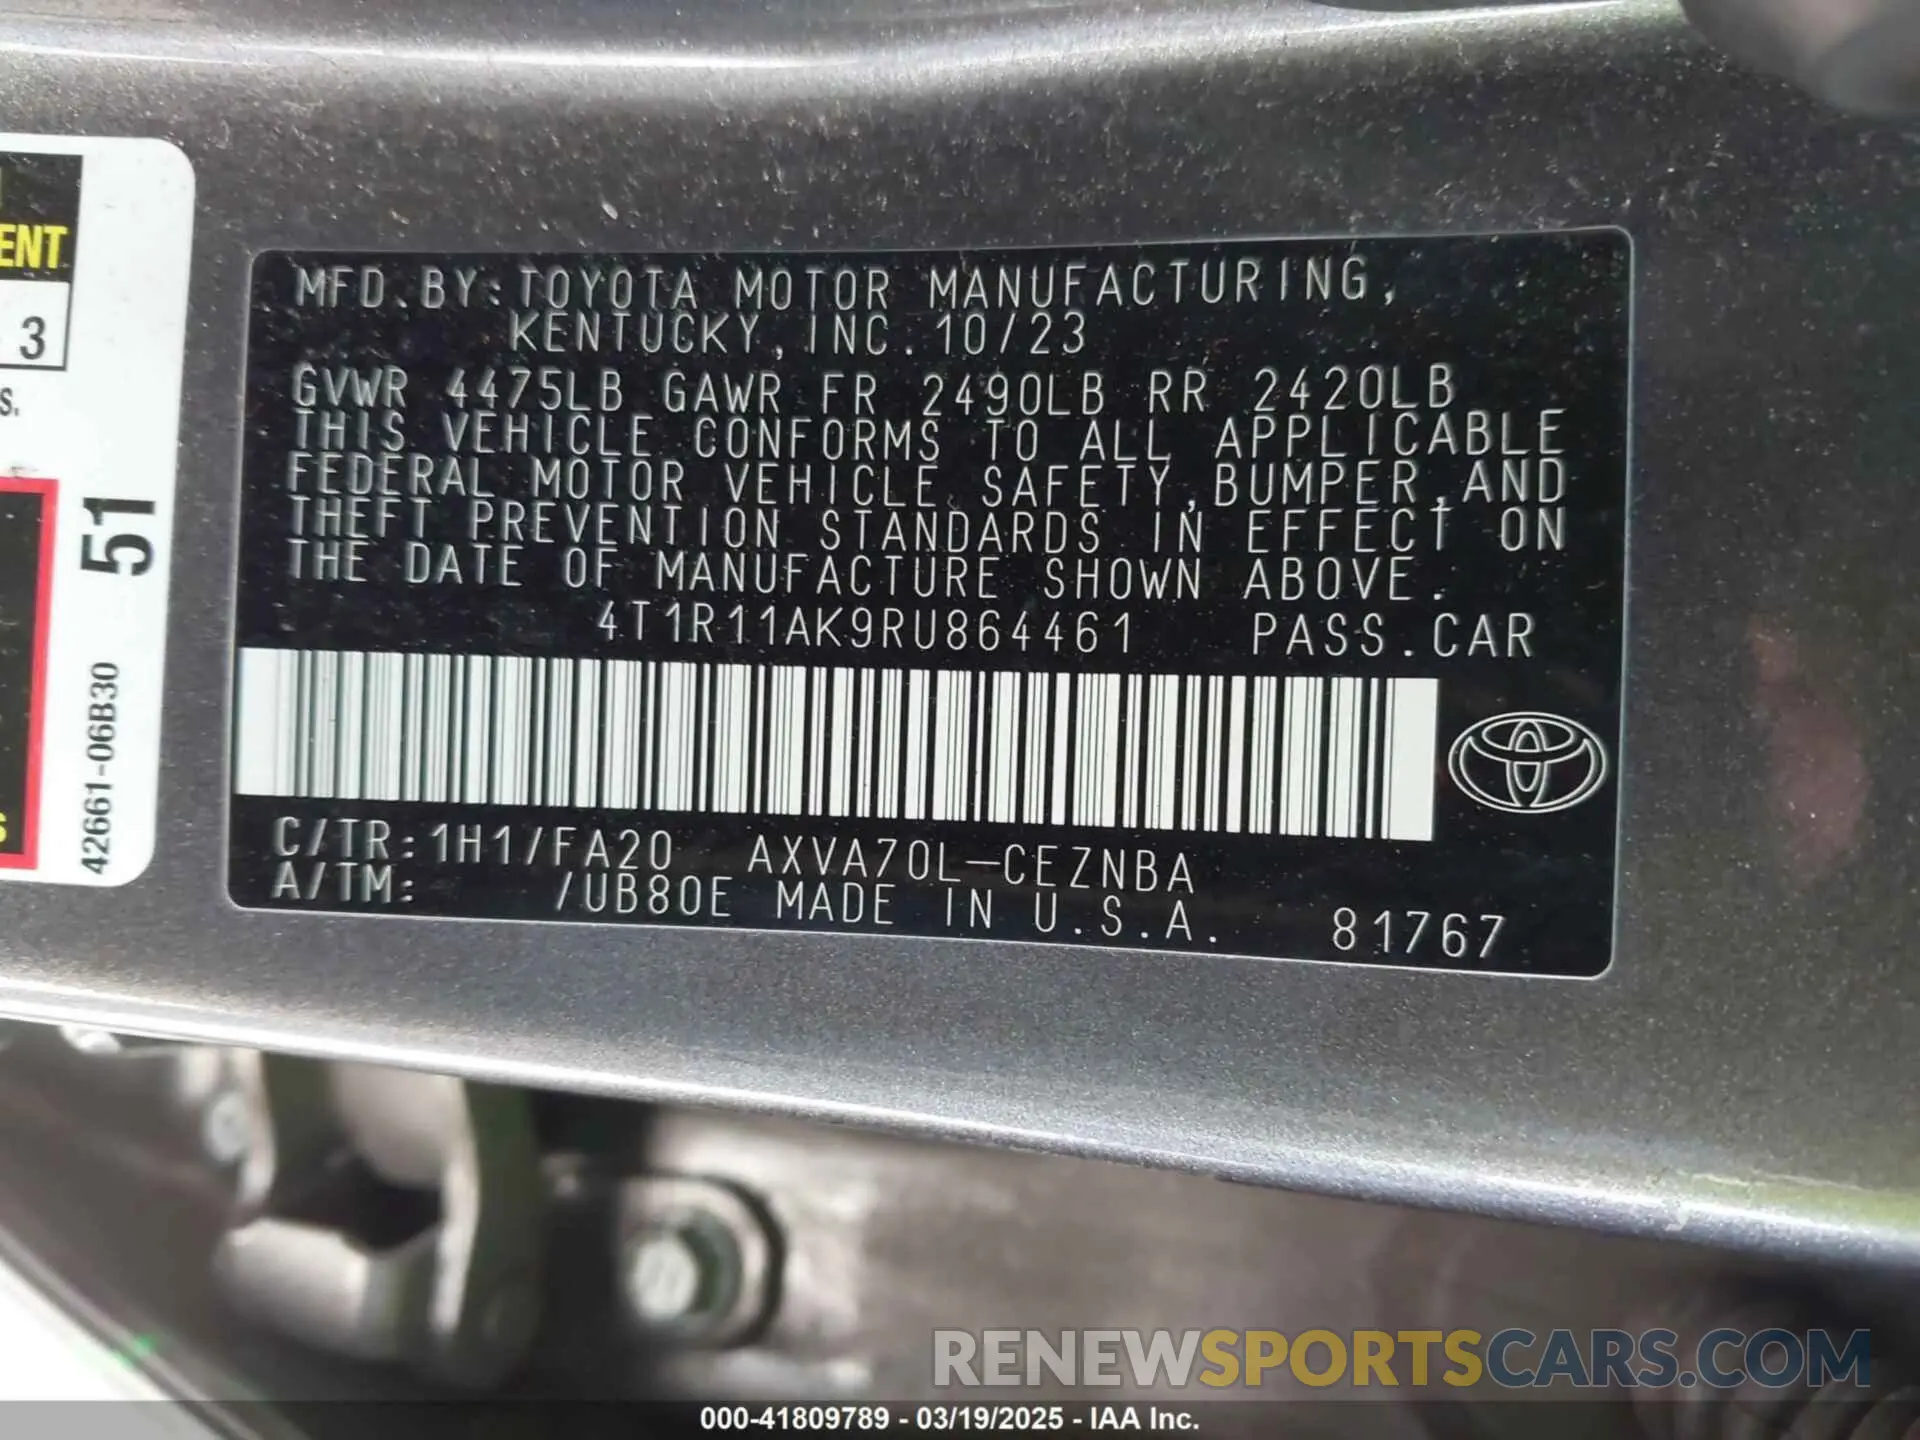 ENT
3
S.
51
42661-06B30
S
MFD.BY:TOYOTA MOTOR MANUFACTURING,
KENTUCKY,INC.10/23
GVWR 4475LB GAWR FR 2490LB RR 2420LB
THIS VEHICLE CONFORMS TO ALL APPLICABLE
FEDERAL MOTOR VEHICLE SAFETY,BUMPER,AND
THEFT PREVENTION STANDARDS IN EFFECT ON
THE DATE OF MANUFACTURE SHOWN ABOVE.
4T1R11AK9RU864461 PASS.CAR
C/TR:1H1/FA20 AXVA70L-CEZNBA
A/TM: /UB80E MADE IN U.S.A. 81767
RENEWSPORTSCARS.COM
000-41809789 - 03/19/2025 - IAA Inc.